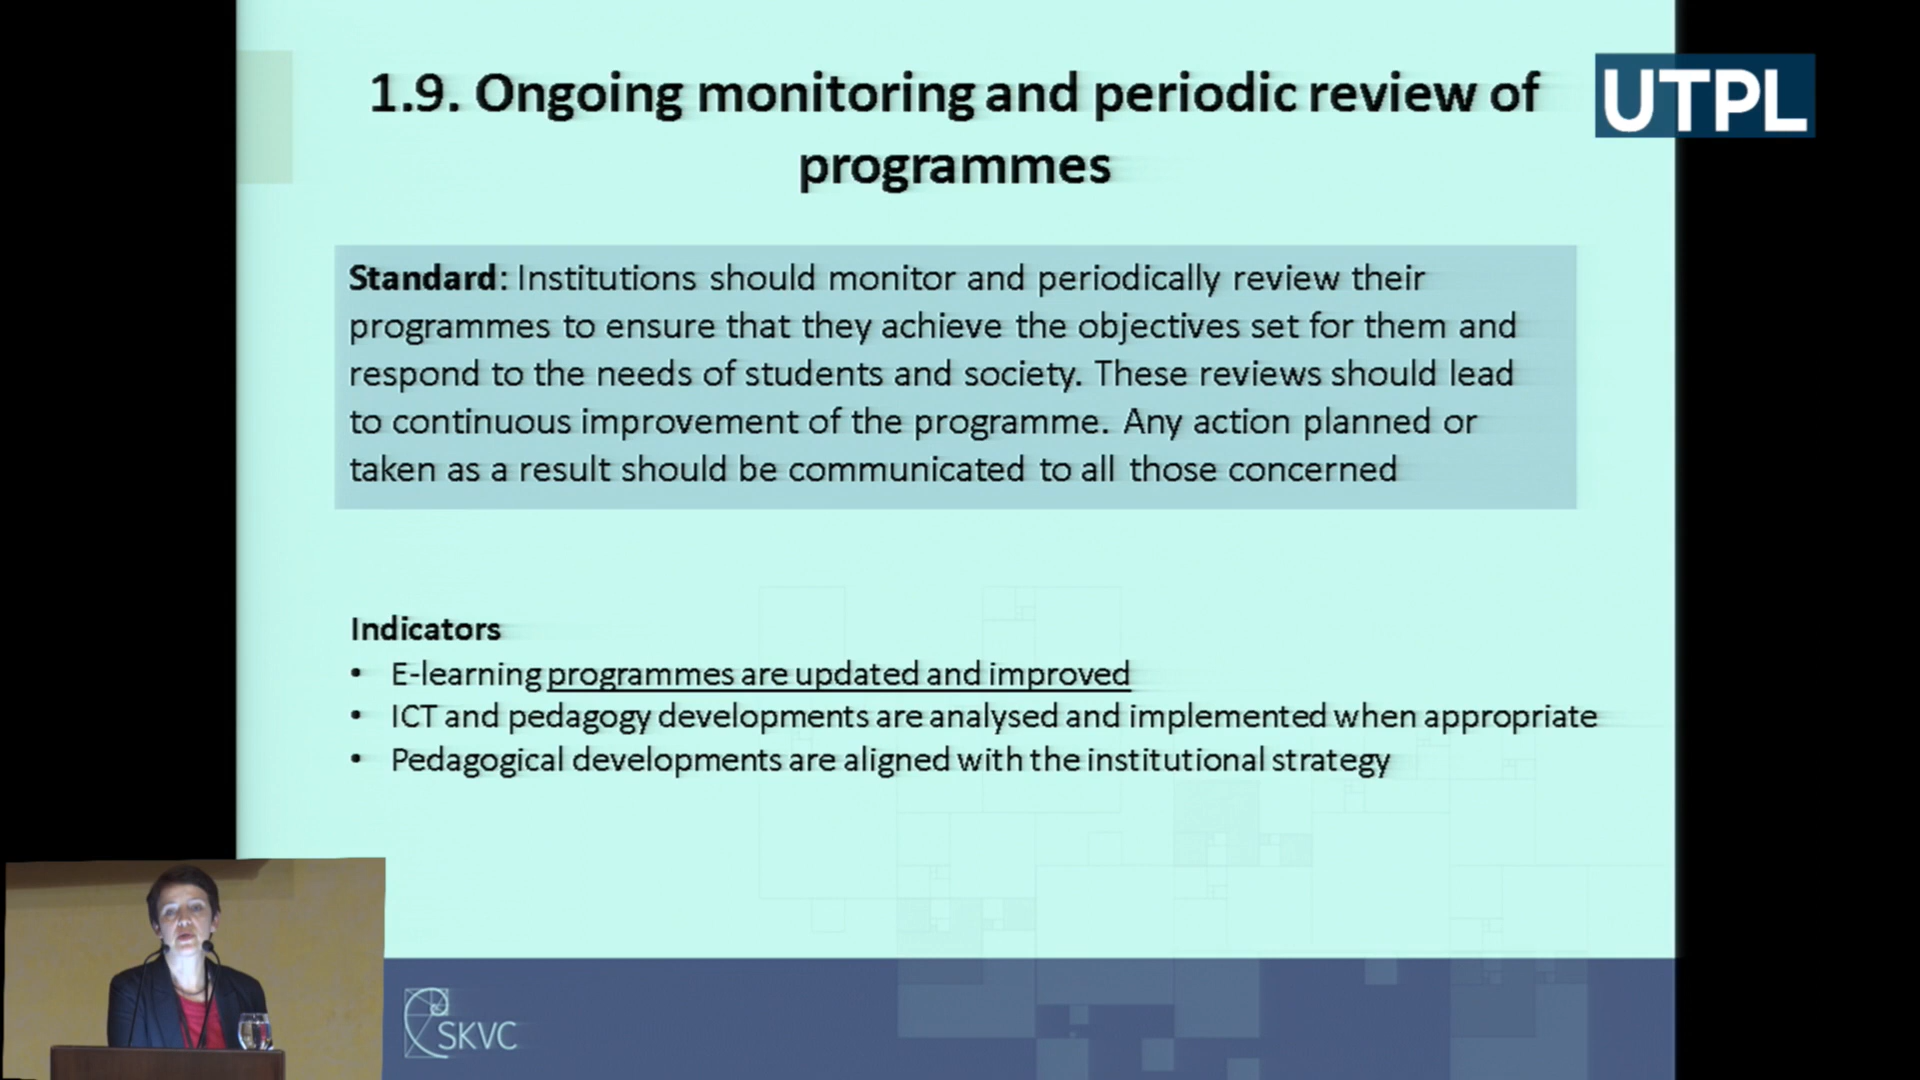 1.9. Ongoing monitoring and periodic review of
programmes
UTPL
Standard: Institutions should monitor and periodically review their
programmes to ensure that they achieve the objectives set for them and
respond to the needs of students and society. These reviews should lead
to continuous improvement of the programme. Any action planned or
taken as a result should be communicated to all those concerned
Indicators
• E-learning programmes are updated and improved
• ICT and pedagogy developments are analysed and implemented when appropriate
• Pedagogical developments are aligned with the institutional strategy
SKVC